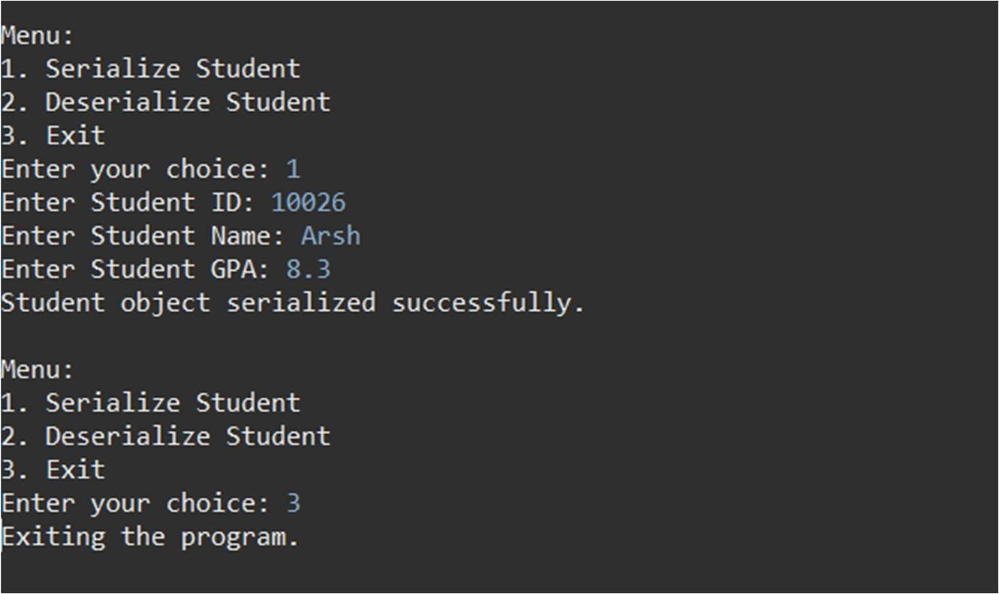 Menu:
1. Serialize Student
2. Deserialize Student
3. Exit
Enter your choice: 1
Enter Student ID: 10026
Enter Student Name: Arsh
Enter Student GPA: 8.3
Student object serialized successfully.
Menu:
1. Serialize Student
2. Deserialize Student
3. Exit
Enter your choice: 3
Exiting the program.